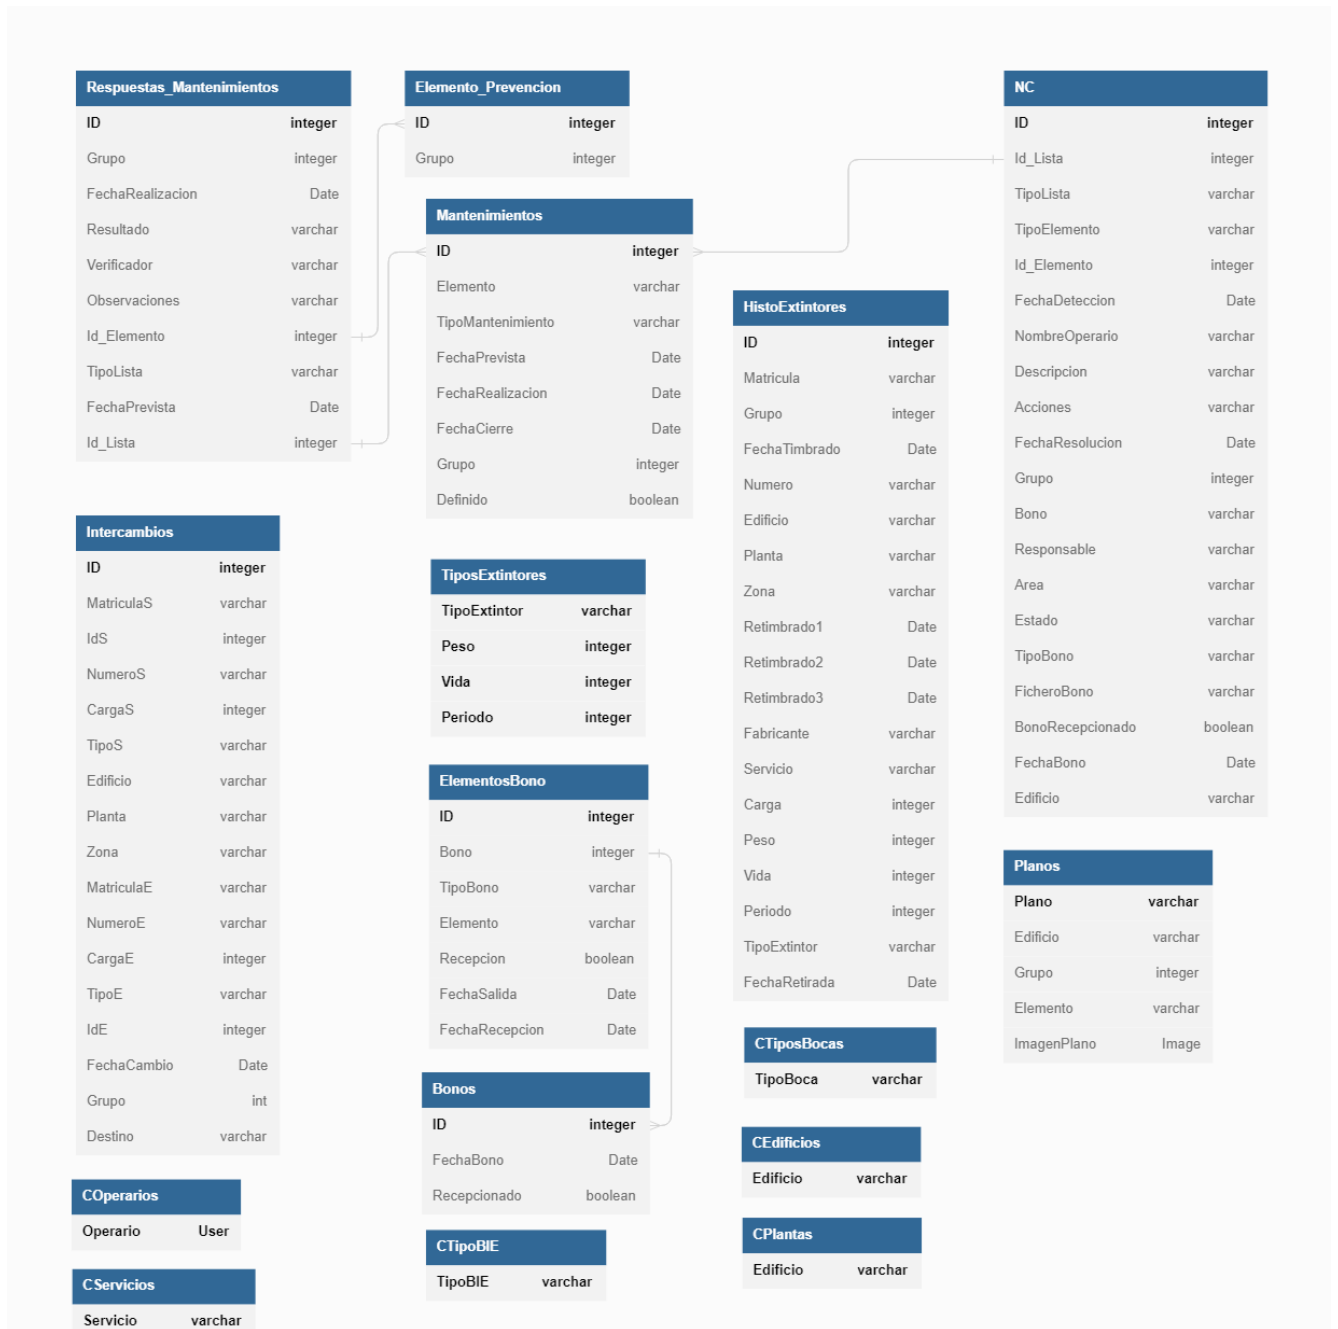 Respuestas_Mantenimientos
ID integer
Grupo integer
FechaRealizacion Date
Resultado varchar
Verificador varchar
Observaciones varchar
Id_Elemento integer
TipoLista varchar
FechaPrevista Date
Id_Lista integer
Elemento_Prevencion
ID integer
Grupo integer
Mantenimientos
ID integer
Elemento varchar
TipoMantenimiento varchar
FechaPrevista Date
FechaRealizacion Date
FechaCierre Date
Grupo integer
Definido boolean
NC
ID integer
Id_Lista integer
TipoLista varchar
TipoElemento varchar
Id_Elemento integer
FechaDeteccion Date
NombreOperario varchar
Descripcion varchar
Acciones varchar
FechaResolucion Date
Grupo integer
Bono varchar
Responsable varchar
Area varchar
Estado varchar
TipoBono varchar
FicheroBono varchar
BonoRecepcionado boolean
FechaBono Date
Edificio varchar
HistoExtintores
ID integer
Matricula varchar
Grupo integer
FechaTimbrado Date
Numero varchar
Edificio varchar
Planta varchar
Zona varchar
Retimbrado1 Date
Retimbrado2 Date
Retimbrado3 Date
Fabricante varchar
Servicio varchar
Carga integer
Peso integer
Vida integer
Periodo integer
TipoExtintor varchar
FechaRetirada Date
Intercambios
ID integer
MatriculaS varchar
IdS integer
NumeroS varchar
CargaS integer
TipoS varchar
Edificio varchar
Planta varchar
Zona varchar
MatriculaE varchar
NumeroE varchar
CargaE integer
TipoE varchar
IdE integer
FechaCambio Date
Grupo int
Destino varchar
TiposExtintores
TipoExtintor varchar
Peso integer
Vida integer
Periodo integer
ElementosBono
ID integer
Bono integer
TipoBono varchar
Elemento varchar
Recepcion boolean
FechaSalida Date
FechaRecepcion Date
Bonos
ID integer
FechaBono Date
Recepcionado boolean
Planos
Plano varchar
Edificio varchar
Grupo integer
Elemento varchar
ImagenPlano Image
CTiposBocas
TipoBoca varchar
CEdificios
Edificio varchar
CPlantas
Edificio varchar
COperarios
Operario User
CTipoBIE
TipoBIE varchar
CServicios
Servicio varchar